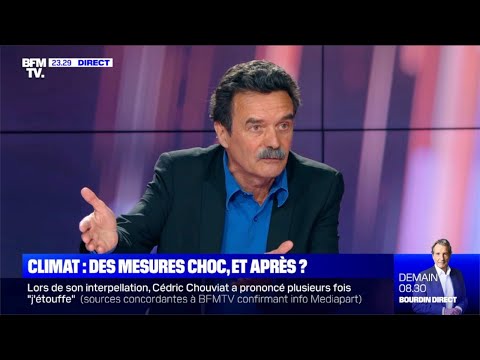 BFM
TV.
23.29 DIRECT
CLIMAT : DES MESURES CHOC, ET APRÈS ?
Lors de son interpellation, Cédric Chouviat a prononcé plusieurs fois
"j'étouffe" (sources concordantes à BFMTV confirmant info Mediapart)
DEMAIN
08.30
BOURDIN DIRECT